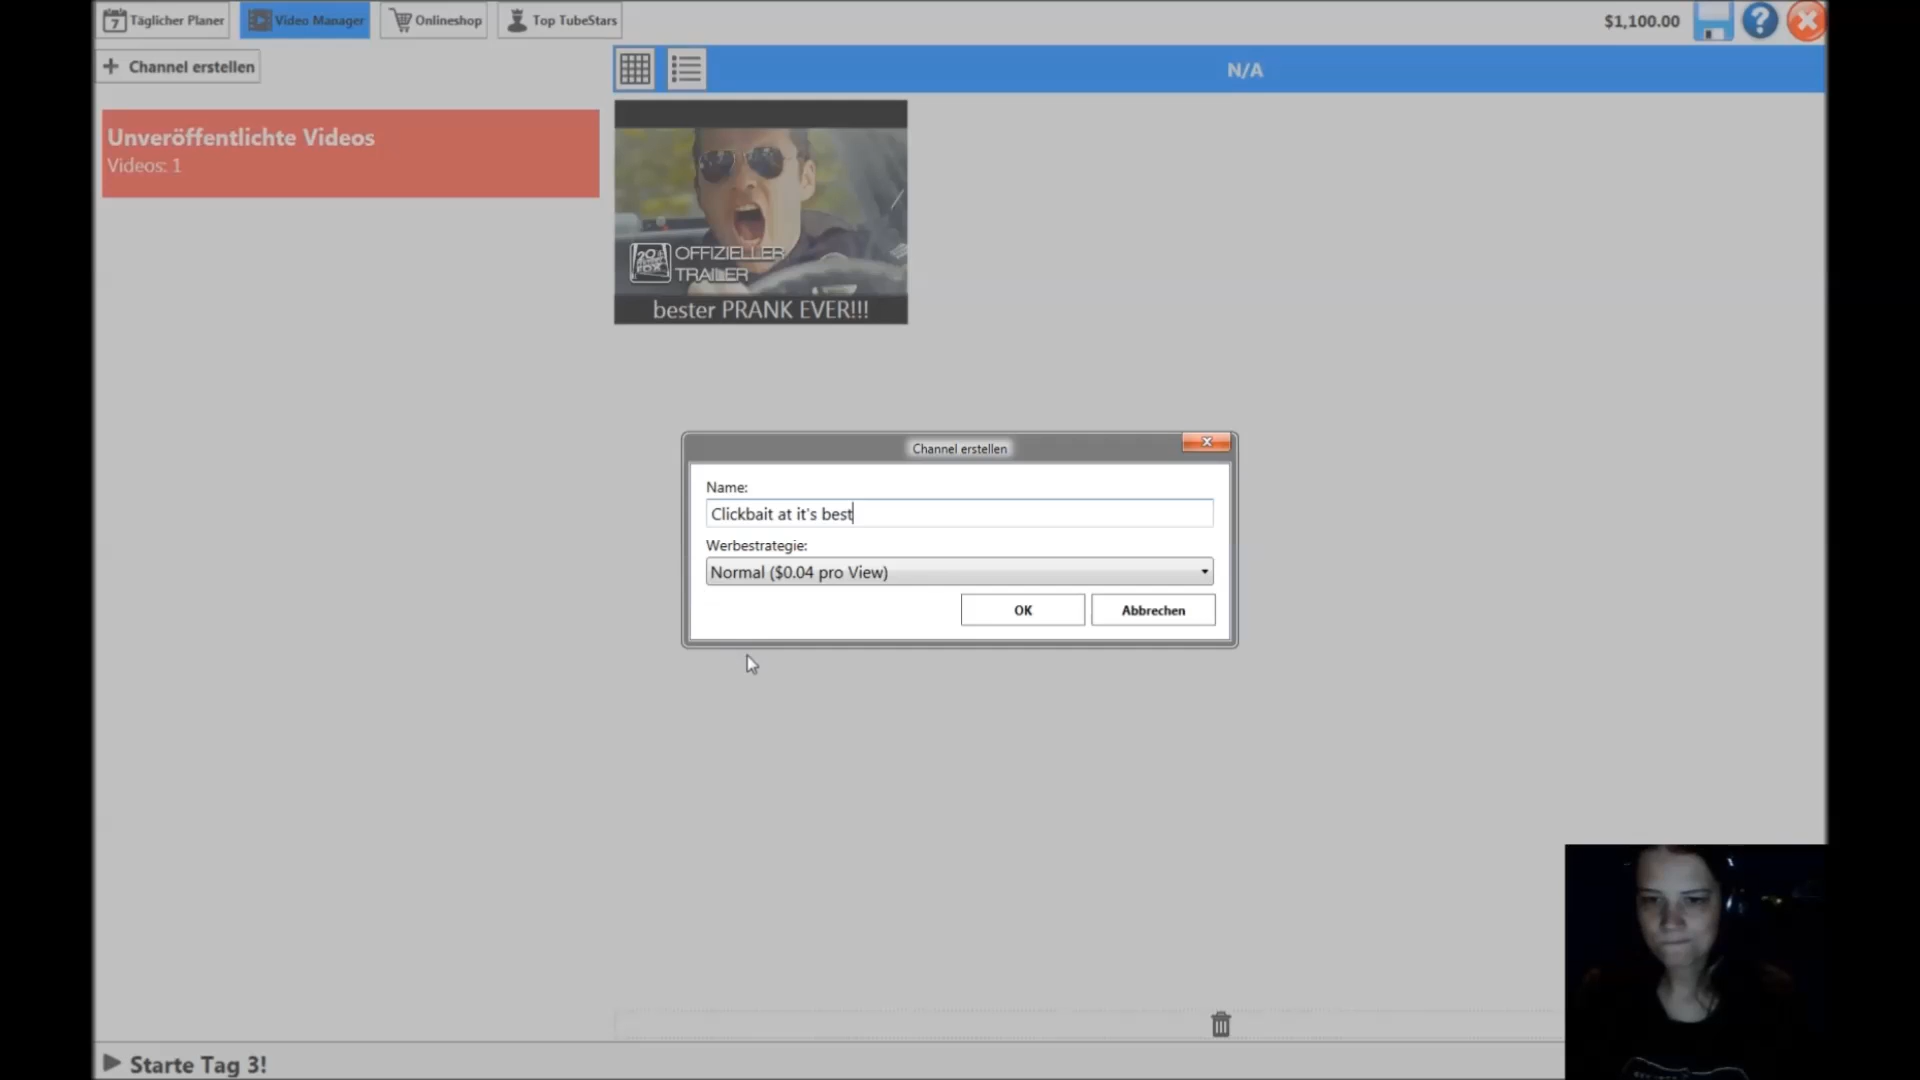 7 Täglicher Planer
Video Manager
Onlineshop
Top TubeStars
$1,100.00
?
+ Channel erstellen
N/A
Unveröffentlichte Videos
Videos: 1
OFFIZIELLER
TRAILER
bester PRANK EVER!!!
Channel erstellen
Name:
Clickbait at it's best
Werbestrategie:
Normal ($0.04 pro View)
OK
Abbrechen
Starte Tag 3!